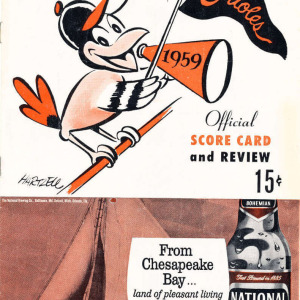 Orioles
1959
Official
SCORE CARD
and REVIEW
15¢
HARTZELL
From
Chesapeake
Bay...
land of pleasant living
BOHEMIAN
NATIONAL